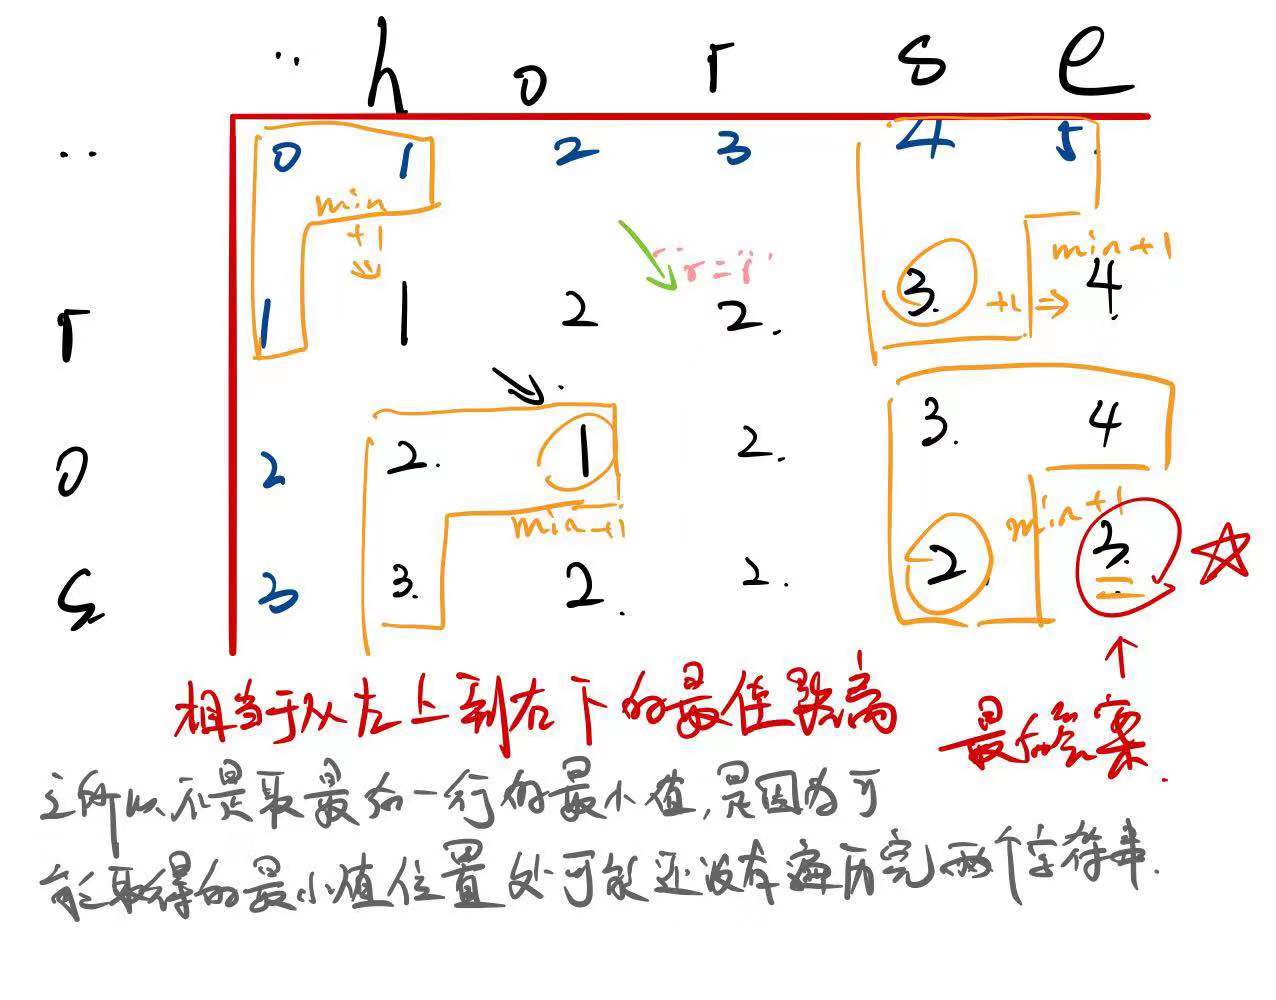 .. h o r s e
.. 0 1 2 3 4 5
min
+1
"r=r"
min+1
r 1 1 2 2. 3. +1 4
o 2 2. 1 2. 3. 4
min+1
min+1
s 3 3. 2. 2. 2 3.
相当于从左上到右下的最佳距离
最终答案.
之所以不是取最后一行的最小值,是因为可
能取得的最小值位置处可能还没有遍历完两个字符串.